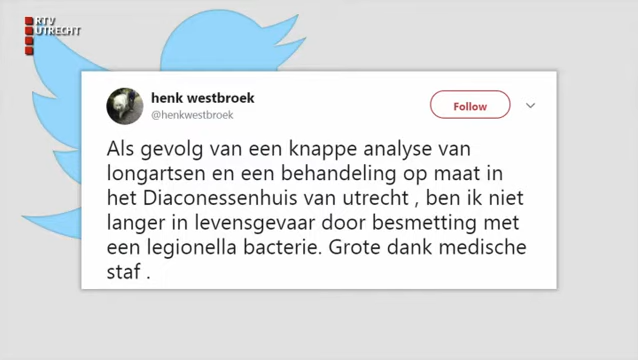 RTV
UTRECHT
henk westbroek
@henkwestbroek
Follow
Als gevolg van een knappe analyse van
longartsen en een behandeling op maat in
het Diaconessenhuis van utrecht , ben ik niet
langer in levensgevaar door besmetting met
een legionella bacterie. Grote dank medische
staf .